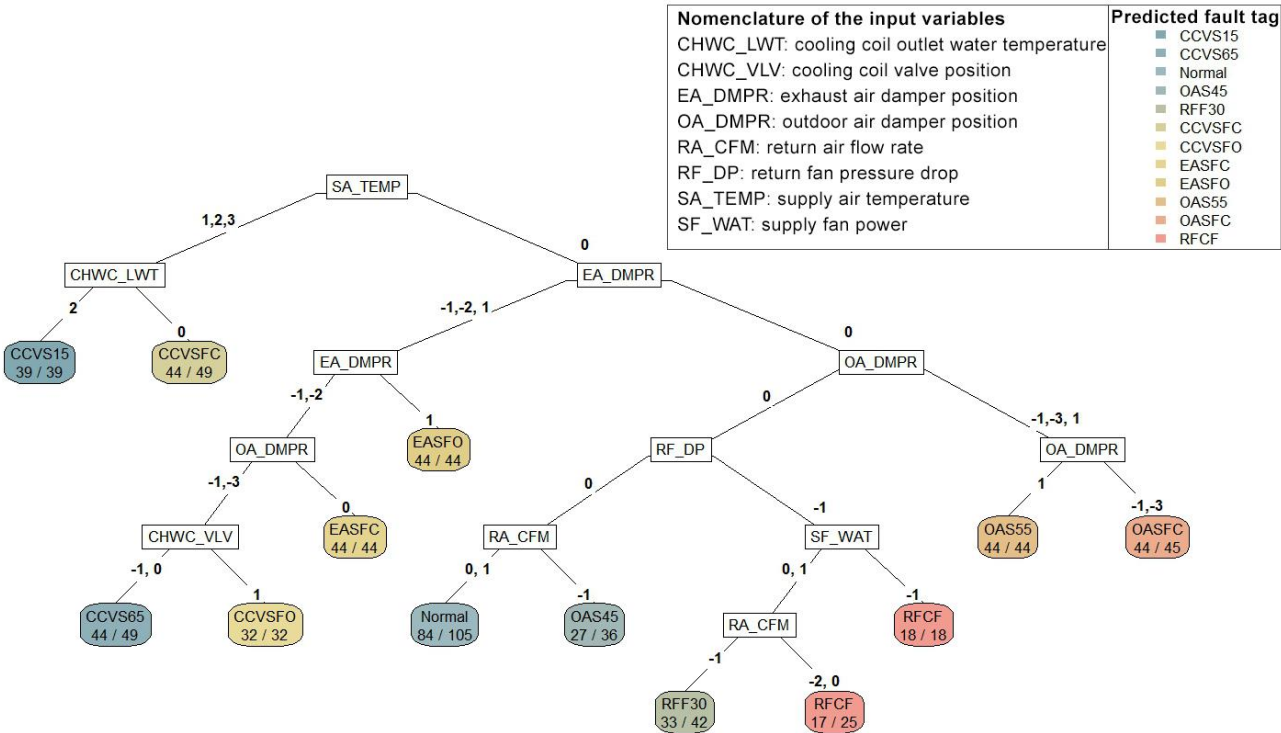 Nomenclature of the input variables
CHWC_LWT: cooling coil outlet water temperature
CHWC_VLV: cooling coil valve position
EA_DMPR: exhaust air damper position
OA_DMPR: outdoor air damper position
RA_CFM: return air flow rate
RF_DP: return fan pressure drop
SA_TEMP: supply air temperature
SF_WAT: supply fan power
Predicted fault tag
CCVS15
CCVS65
Normal
OAS45
RFF30
CCVSFC
CCVSFO
EASFC
EASFO
OAS55
OASFC
RFCF
SA_TEMP
1,2,3
0
CHWC_LWT
EA_DMPR
2
0
-1,-2, 1
0
CCVS15
39 / 39
CCVSFC
44 / 49
EA_DMPR
OA_DMPR
-1,-2
1
0
-1,-3, 1
OA_DMPR
EASFO
44 / 44
RF_DP
OA_DMPR
-1,-3
0
0
-1
1
-1,-3
CHWC_VLV
EASFC
44 / 44
RA_CFM
SF_WAT
OAS55
44 / 44
OASFC
44 / 45
-1, 0
1
0, 1
-1
0, 1
-1
CCVS65
44 / 49
CCVSFO
32 / 32
Normal
84 / 105
OAS45
27 / 36
RA_CFM
RFCF
18 / 18
-1
-2, 0
RFF30
33 / 42
RFCF
17 / 25